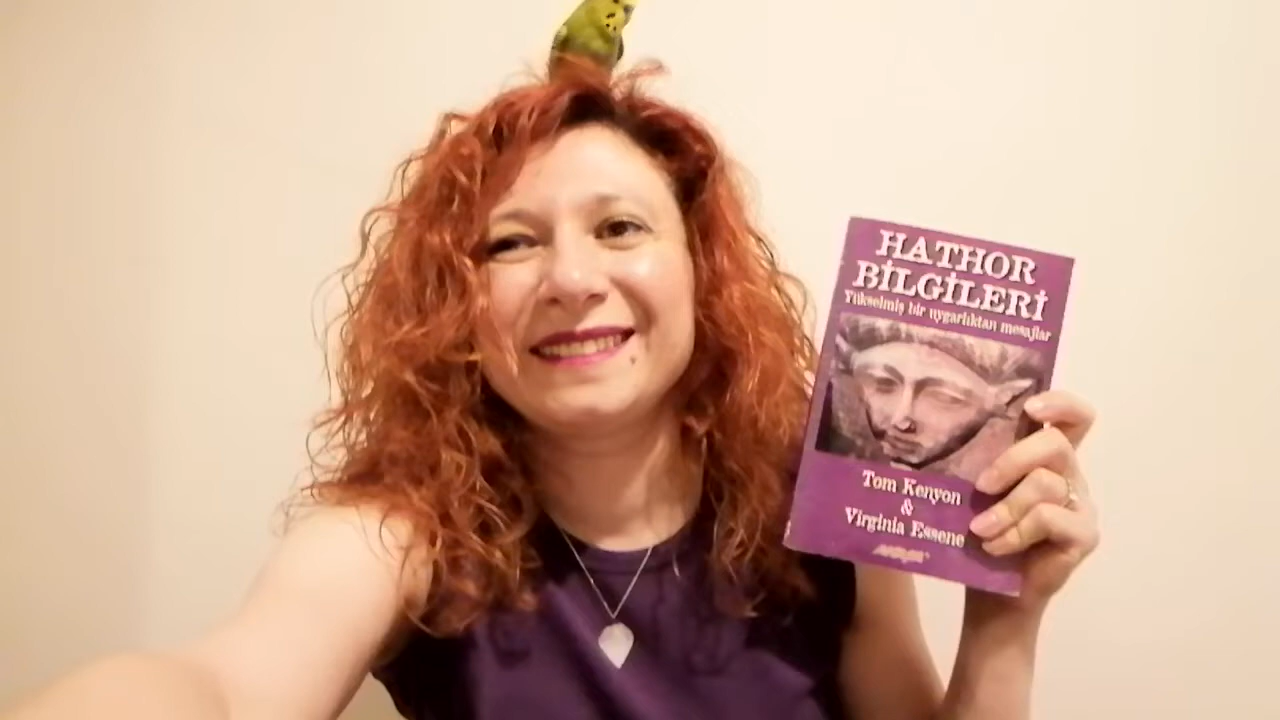 HATHOR
BİLGİLERİ
Yükselmiş bir uygarlıktan mesajlar
Tom Kenyon
&
Virginia Essene